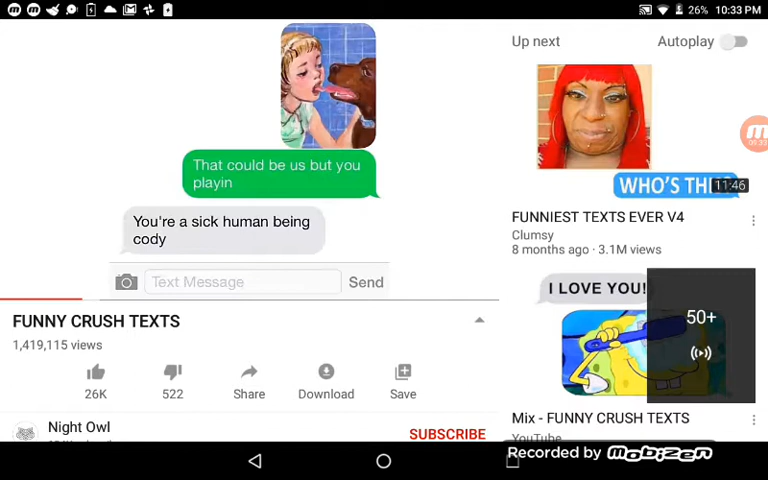 26% 10:33 PM
Up next
Autoplay
That could be us but you
playin
You're a sick human being
cody
Text Message
Send
FUNNY CRUSH TEXTS
1,419,115 views
26K
522
Share
Download
Save
Night Owl
SUBSCRIBE
WHO'S TH
11:46
FUNNIEST TEXTS EVER V4
Clumsy
8 months ago · 3.1M views
I LOVE YOU!
50+
Mix - FUNNY CRUSH TEXTS
YouTube
Recorded by Mobizen